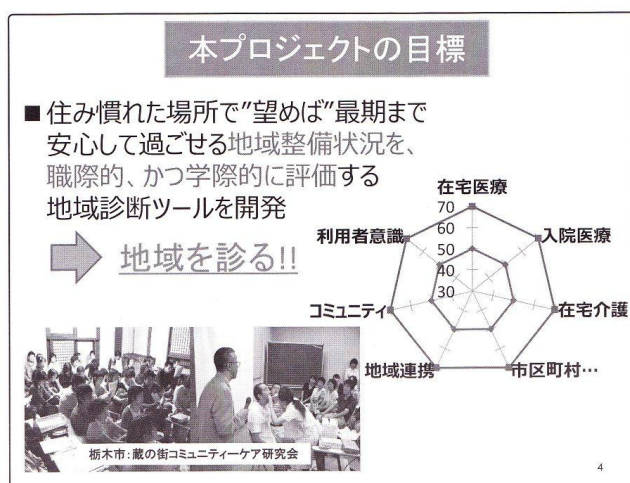 本プロジェクトの目標
■ 住み慣れた場所で"望めば"最期まで
安心して過ごせる地域整備状況を、
職際的、かつ学際的に評価する
地域診断ツールを開発
地域を診る!!
在宅医療
入院医療
在宅介護
市区町村…
地域連携
コミュニティ
利用者意識
70
60
50
40
30
栃木市:蔵の街コミュニティーケア研究会
4